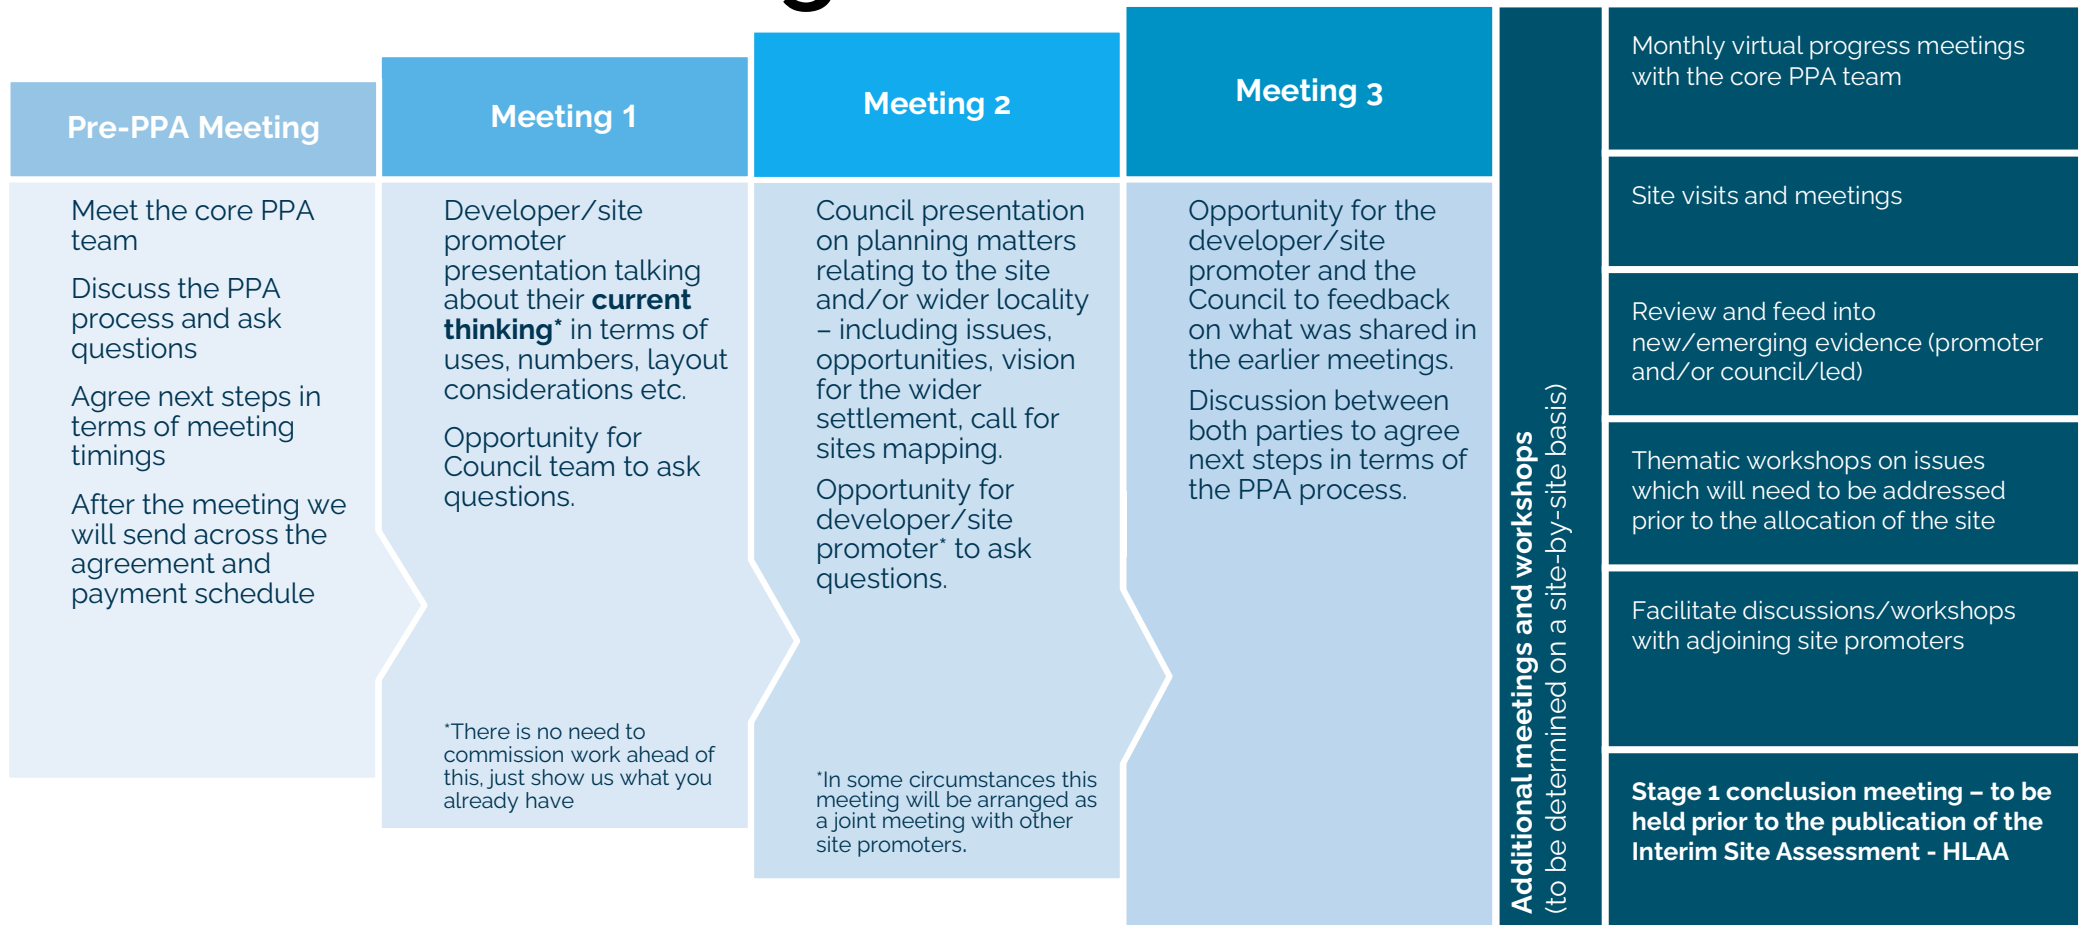 Pre-PPA Meeting
Meet the core PPA
team
Discuss the PPA
process and ask
questions
Agree next steps in
terms of meeting
timings
After the meeting we
will send across the
agreement and
payment schedule
Meeting 1
Developer/site
promoter
presentation talking
about their current
thinking* in terms of
uses, numbers, layout
considerations etc.
Opportunity for
Council team to ask
questions.
*There is no need to
commission work ahead of
this, just show us what you
already have
Meeting 2
Council presentation
on planning matters
relating to the site
and/or wider locality
– including issues,
opportunities, vision
for the wider
settlement, call for
sites mapping.
Opportunity for
developer/site
promoter* to ask
questions.
*In some circumstances this
meeting will be arranged as
a joint meeting with other
site promoters.
Meeting 3
Opportunity for the
developer/site
promoter and the
Council to feedback
on what was shared in
the earlier meetings.
Discussion between
both parties to agree
next steps in terms of
the PPA process.
Additional meetings and workshops
(to be determined on a site-by-site basis)
Monthly virtual progress meetings
with the core PPA team
Site visits and meetings
Review and feed into
new/emerging evidence (promoter
and/or council/led)
Thematic workshops on issues
which will need to be addressed
prior to the allocation of the site
Facilitate discussions/workshops
with adjoining site promoters
Stage 1 conclusion meeting – to be
held prior to the publication of the
Interim Site Assessment - HLAA